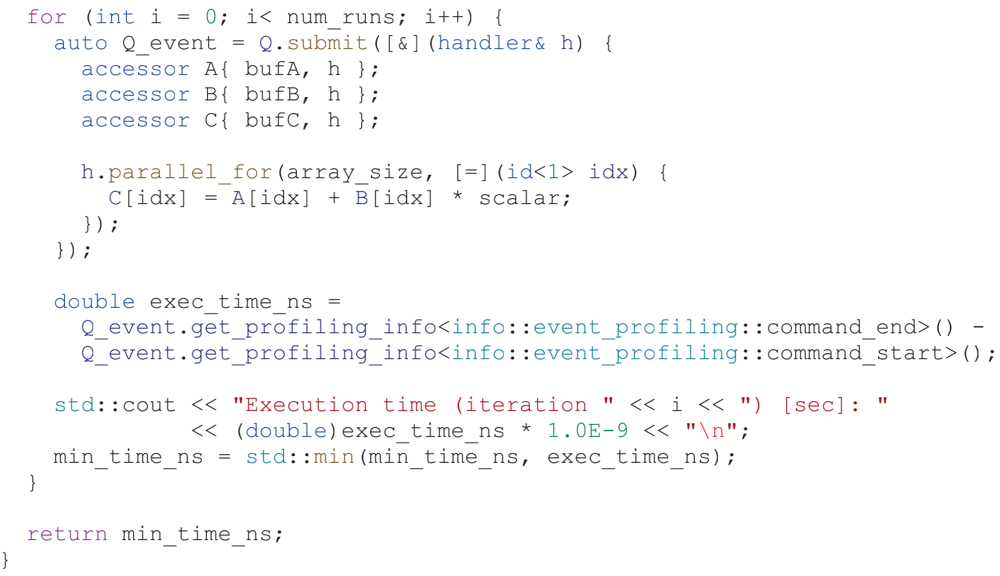 for (int i = 0; i< num_runs; i++) {
auto Q_event = Q.submit([&](handler& h) {
accessor A{ bufA, h };
accessor B{ bufB, h };
accessor C{ bufC, h };
h.parallel_for(array_size, [=](id<1> idx) {
C[idx] = A[idx] + B[idx] * scalar;
});
});
double exec_time_ns =
Q_event.get_profiling_info<info::event_profiling::command_end>() -
Q_event.get_profiling_info<info::event_profiling::command_start>();
std::cout << "Execution time (iteration " << i << ") [sec]: "
<< (double)exec_time_ns * 1.0E-9 << "\n";
min_time_ns = std::min(min_time_ns, exec_time_ns);
}
return min_time_ns;
}